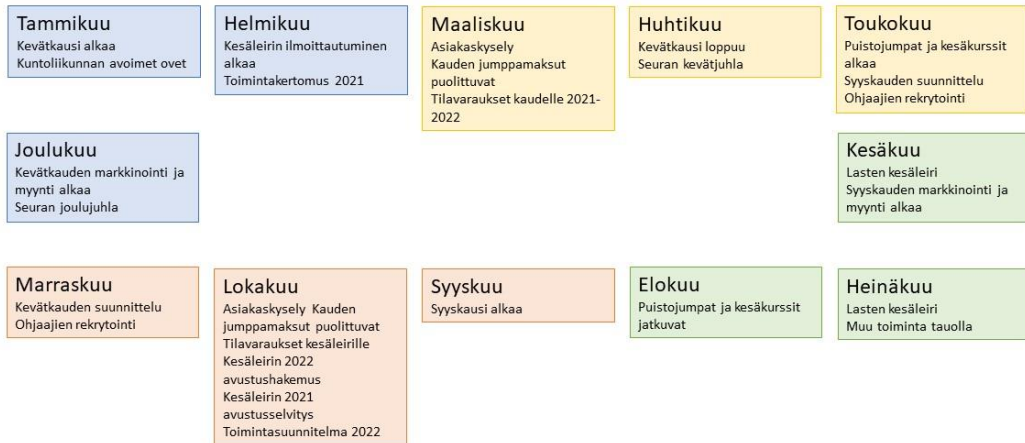 Tammikuu
Kevätkausi alkaa
Kuntoliikunnan avoimet ovet
Helmikuu
Kesäleirin ilmoittautuminen
alkaa
Toimintakertomus 2021
Maaliskuu
Asiakaskysely
Kauden jumppamaksut
puolittuvat
Tilavaraukset kaudelle 2021-
2022
Huhtikuu
Kevätkausi loppuu
Seuran kevätjuhla
Toukokuu
Puistojumpat ja kesäkurssit
alkaa
Syyskauden suunnittelu
Ohjaajien rekrytointi
Joulukuu
Kevätkauden markkinointi ja
myynti alkaa
Seuran joulujuhla
Kesäkuu
Lasten kesäleiri
Syyskauden markkinointi ja
myynti alkaa
Marraskuu
Kevätkauden suunnittelu
Ohjaajien rekrytointi
Lokakuu
Asiakaskysely Kauden
jumppamaksut puolittuvat
Tilavaraukset kesäleirille
Kesäleirin 2022
avustushakemus
Kesäleirin 2021
avustusselvitys
Toimintasuunnitelma 2022
Syyskuu
Syyskausi alkaa
Elokuu
Puistojumpat ja kesäkurssit
jatkuvat
Heinäkuu
Lasten kesäleiri
Muu toiminta tauolla